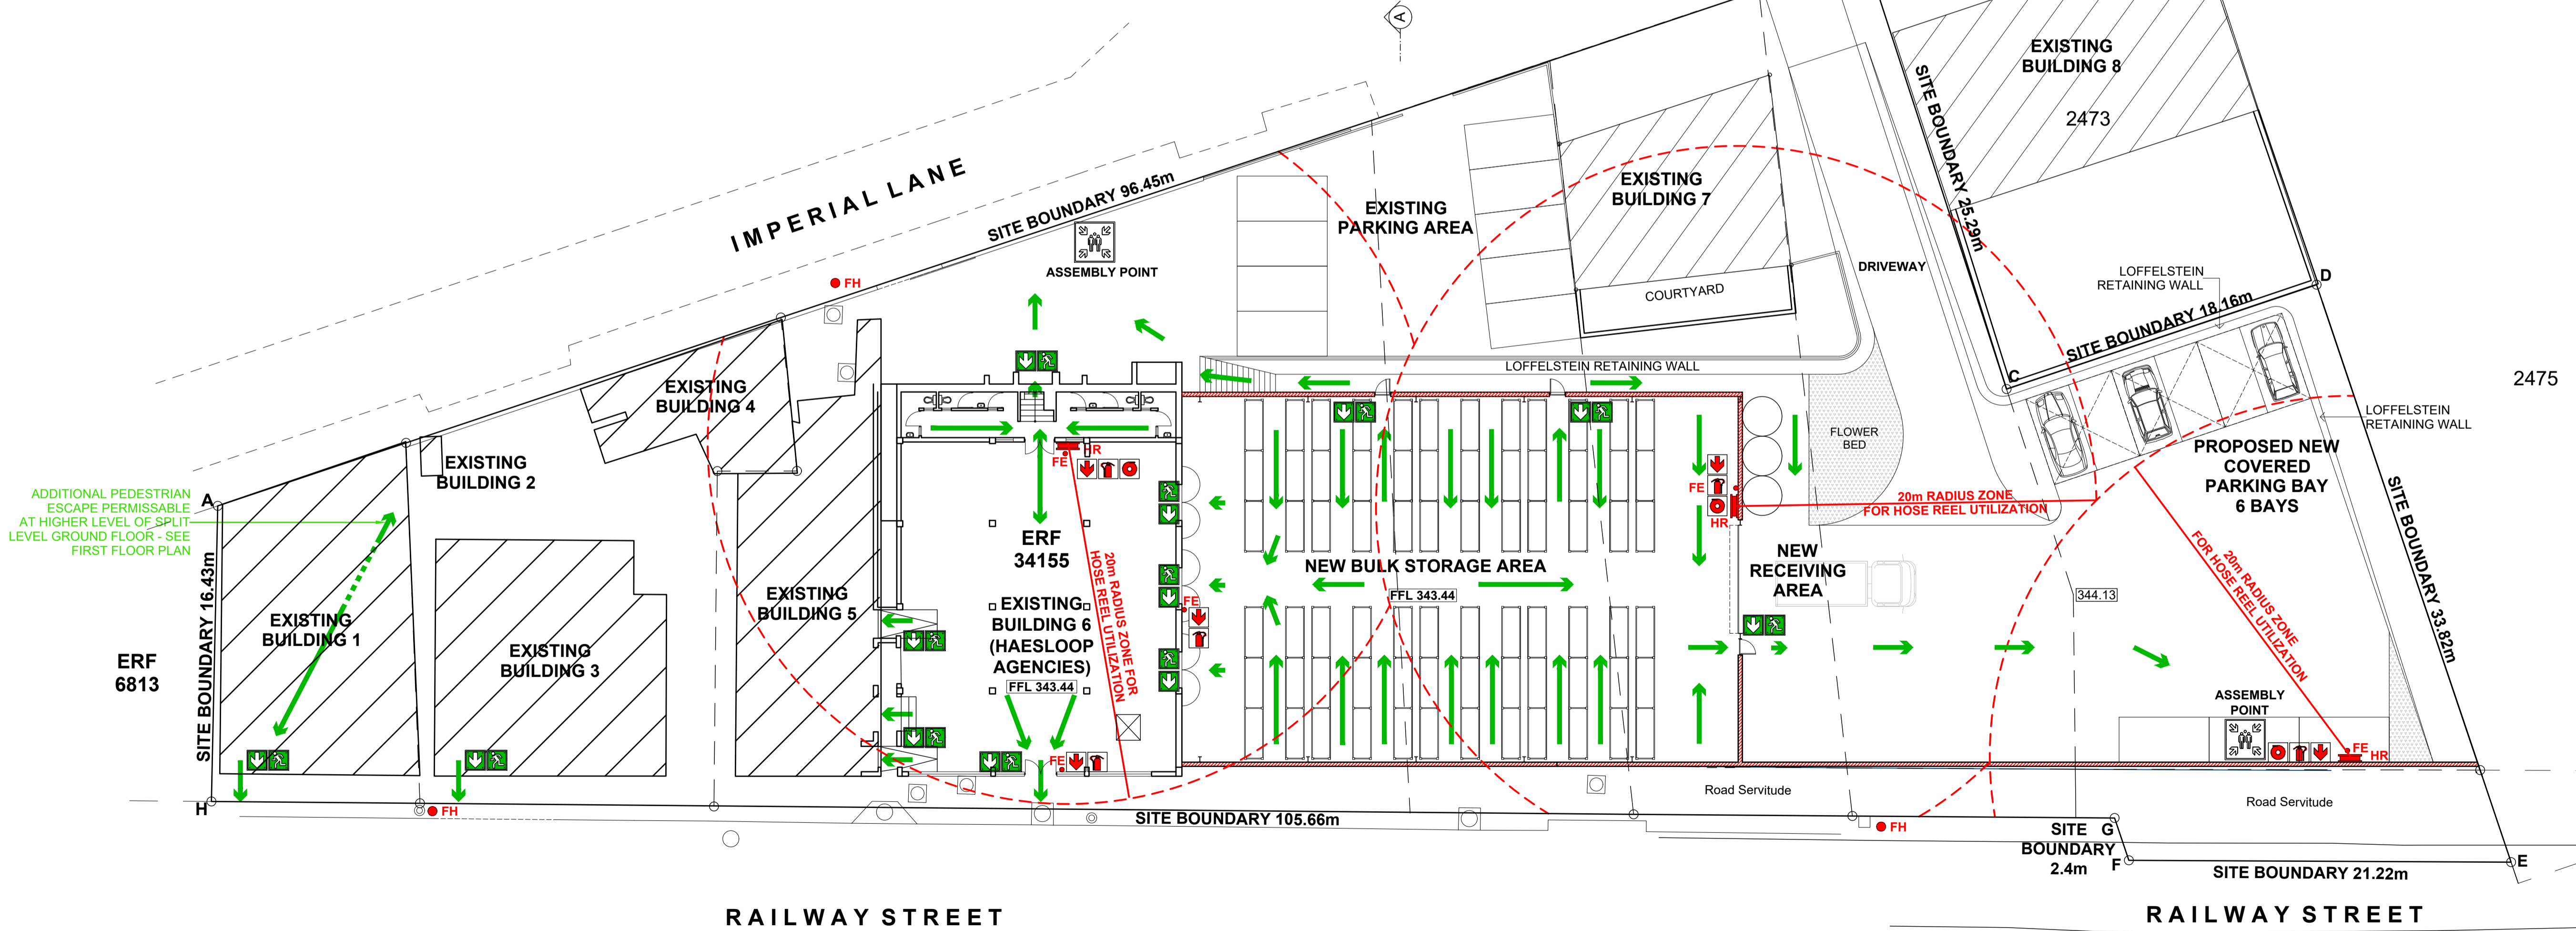 A
EXISTING
BUILDING 8
2473
SITE BOUNDARY 25.29m
IMPERIAL LANE
SITE BOUNDARY 96.45m
ASSEMBLY POINT
FH
EXISTING
PARKING AREA
EXISTING
BUILDING 7
COURTYARD
DRIVEWAY
LOFFELSTEIN
RETAINING WALL
D
SITE BOUNDARY 18.16m
C
LOFFELSTEIN RETAINING WALL
2475
LOFFELSTEIN
RETAINING WALL
EXISTING
BUILDING 4
EXISTING
BUILDING 2
A
ADDITIONAL PEDESTRIAN
ESCAPE PERMISSABLE
AT HIGHER LEVEL OF SPLIT
LEVEL GROUND FLOOR - SEE
FIRST FLOOR PLAN
HR
FE
FLOWER
BED
FE
HR
20m RADIUS ZONE
FOR HOSE REEL UTILIZATION
PROPOSED NEW
COVERED
PARKING BAY
6 BAYS
SITE BOUNDARY 33.82m
ERF
34155
20m RADIUS ZONE FOR
HOSE REEL UTILIZATION
NEW BULK STORAGE AREA
FFL 343.44
NEW
RECEIVING
AREA
344.13
20m RADIUS ZONE
FOR HOSE REEL UTILIZATION
SITE BOUNDARY 16.43m
ERF
6813
EXISTING
BUILDING 1
EXISTING
BUILDING 3
EXISTING
BUILDING 5
EXISTING
BUILDING 6
(HAESLOOP
AGENCIES)
FFL 343.44
FE
FE
ASSEMBLY
POINT
FE
HR
H
FH
SITE BOUNDARY 105.66m
Road Servitude
Road Servitude
FH
SITE
BOUNDARY
2.4m
G
F
E
SITE BOUNDARY 21.22m
RAILWAY STREET
RAILWAY STREET